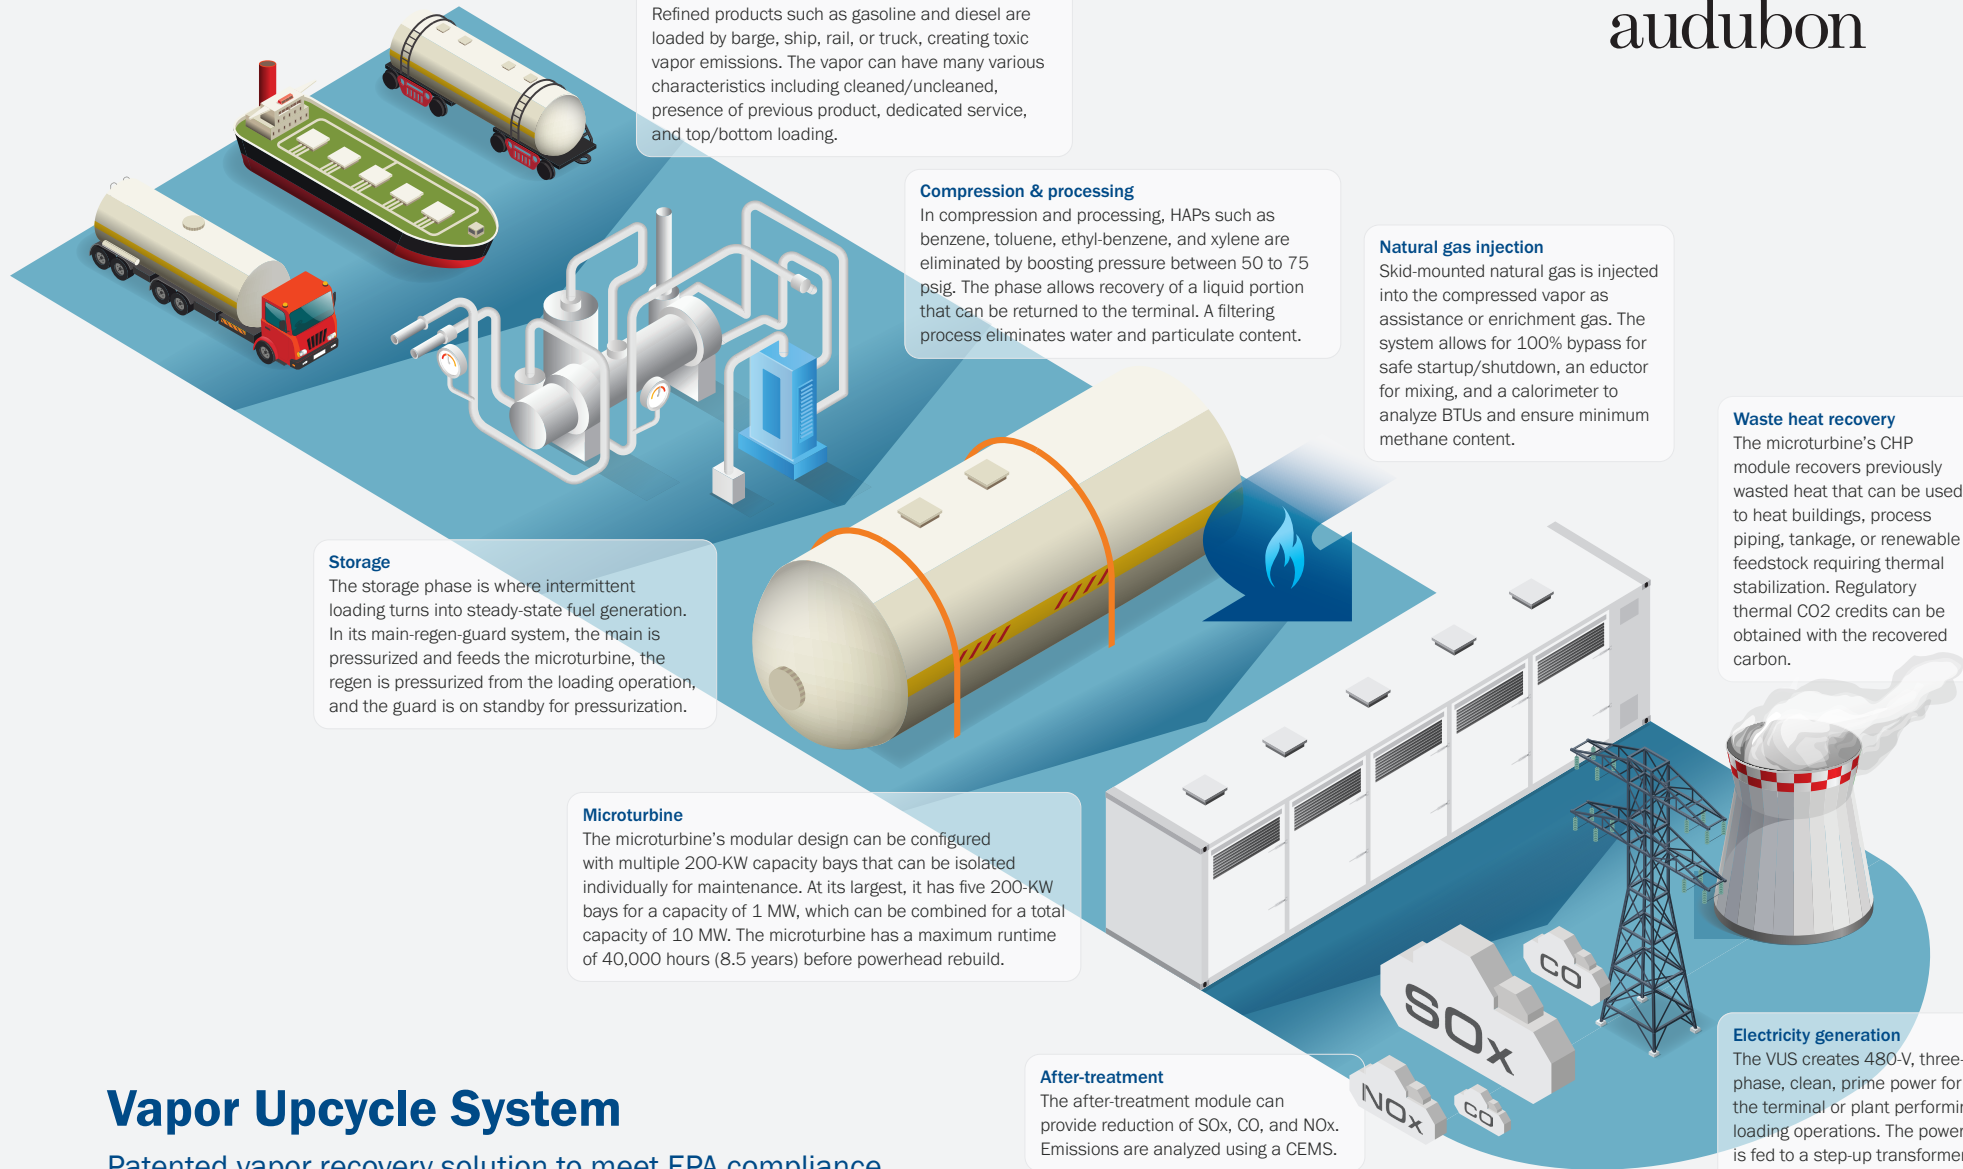 Refined products such as gasoline and diesel are
loaded by barge, ship, rail, or truck, creating toxic
vapor emissions. The vapor can have many various
characteristics including cleaned/uncleaned,
presence of previous product, dedicated service,
and top/bottom loading.
audubon
Compression & processing
In compression and processing, HAPs such as
benzene, toluene, ethyl-benzene, and xylene are
eliminated by boosting pressure between 50 to 75
psig. The phase allows recovery of a liquid portion
that can be returned to the terminal. A filtering
process eliminates water and particulate content.
Natural gas injection
Skid-mounted natural gas is injected
into the compressed vapor as
assistance or enrichment gas. The
system allows for 100% bypass for
safe startup/shutdown, an eductor
for mixing, and a calorimeter to
analyze BTUs and ensure minimum
methane content.
Waste heat recovery
The microturbine’s CHP
module recovers previously
wasted heat that can be used
to heat buildings, process
piping, tankage, or renewable
feedstock requiring thermal
stabilization. Regulatory
thermal CO2 credits can be
obtained with the recovered
carbon.
Storage
The storage phase is where intermittent
loading turns into steady-state fuel generation.
In its main-regen-guard system, the main is
pressurized and feeds the microturbine, the
regen is pressurized from the loading operation,
and the guard is on standby for pressurization.
Microturbine
The microturbine’s modular design can be configured
with multiple 200-KW capacity bays that can be isolated
individually for maintenance. At its largest, it has five 200-KW
bays for a capacity of 1 MW, which can be combined for a total
capacity of 10 MW. The microturbine has a maximum runtime
of 40,000 hours (8.5 years) before powerhead rebuild.
CO
SOx
NOx
CO
After-treatment
The after-treatment module can
provide reduction of SOx, CO, and NOx.
Emissions are analyzed using a CEMS.
Electricity generation
The VUS creates 480-V, three-
phase, clean, prime power for
the terminal or plant performin
loading operations. The power
is fed to a step-up transformer
Vapor Upcycle System
Patented vapor recovery solution to meet EPA compliance